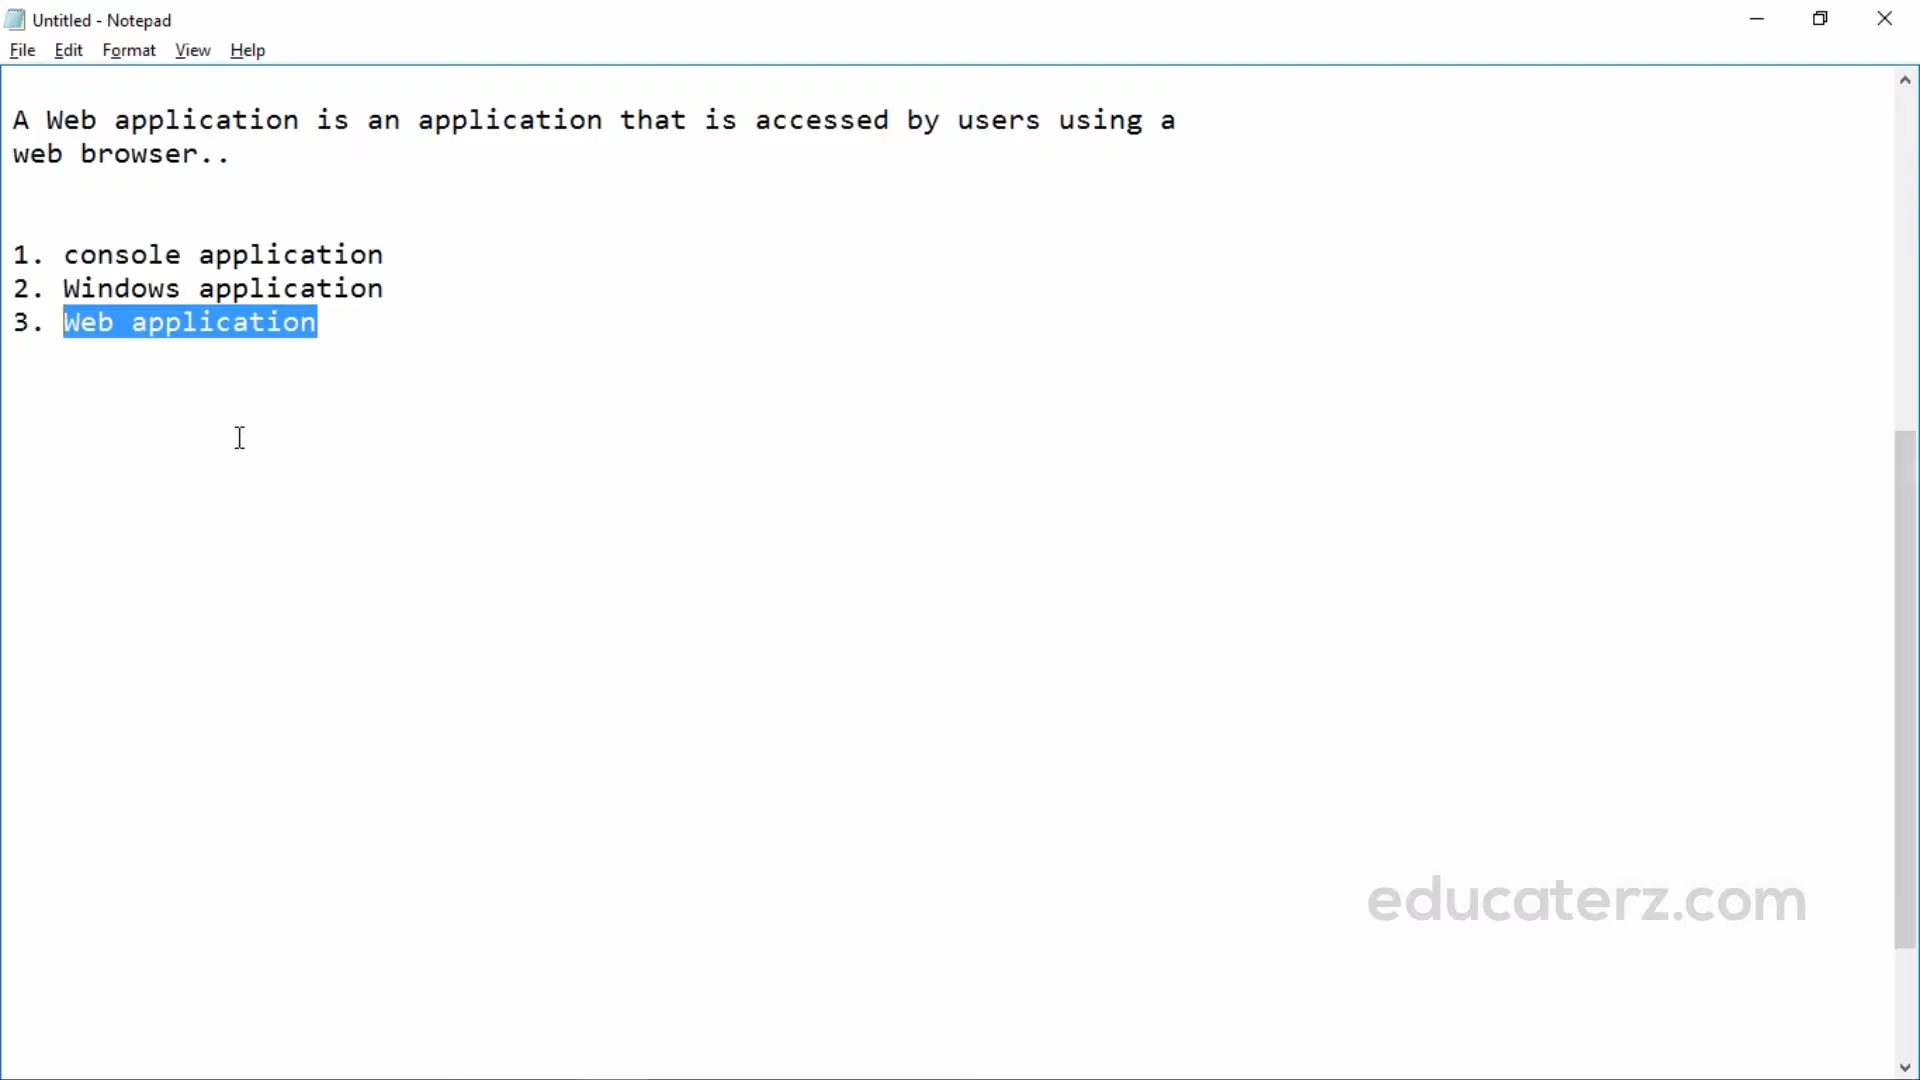 Untitled - Notepad
File Edit Format View Help
A Web application is an application that is accessed by users using a
web browser..
1. console application
2. Windows application
3. Web application
educaterz.com